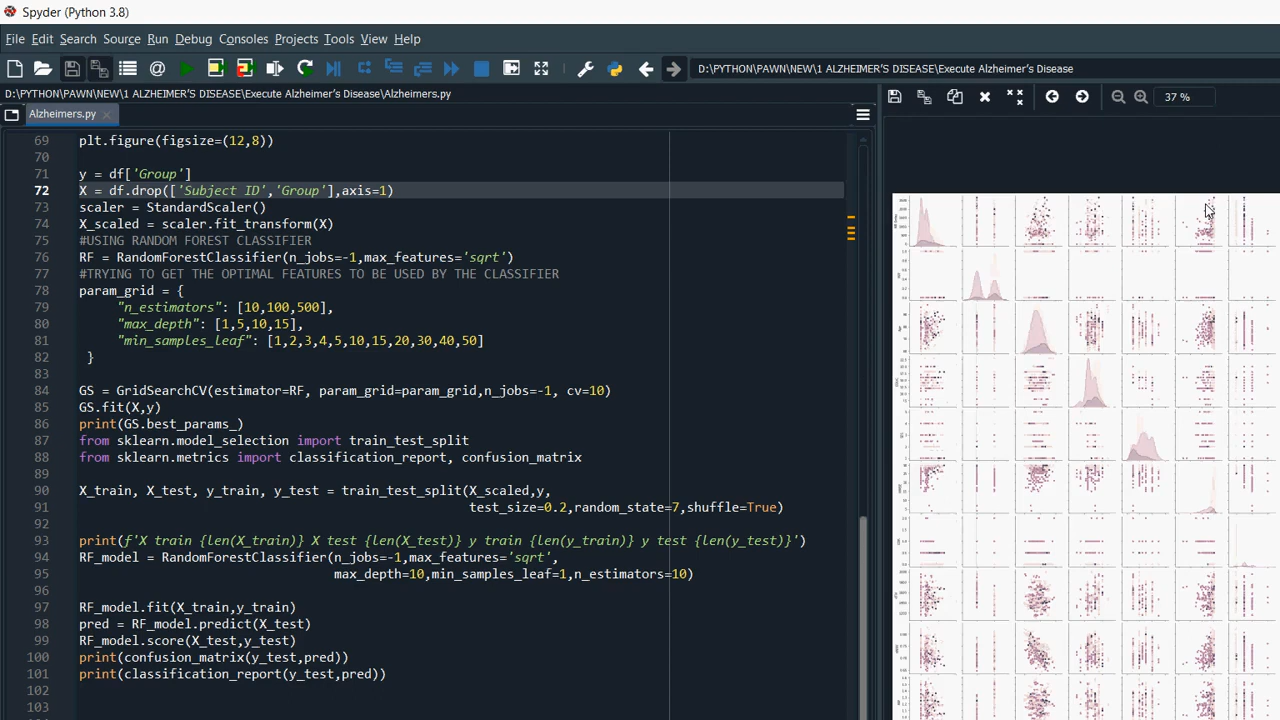 Spyder (Python 3.8)
File Edit Search Source Run Debug Consoles Projects Tools View Help
D:\PYTHON\PAWN\NEW\1 ALZHEIMER'S DISEASE\Execute Alzheimer's Disease
D:\PYTHON\PAWN\NEW\1 ALZHEIMER'S DISEASE\Execute Alzheimer's Disease\Alzheimers.py
Alzheimers.py
37 %
69 plt.figure(figsize=(12,8))
70
71 y = df['Group']
72 X = df.drop(['Subject ID','Group'],axis=1)
73 scaler = StandardScaler()
74 X_scaled = scaler.fit_transform(X)
75 #USING RANDOM FOREST CLASSIFIER
76 RF = RandomForestClassifier(n_jobs=-1,max_features='sqrt')
77 #TRYING TO GET THE OPTIMAL FEATURES TO BE USED BY THE CLASSIFIER
78 param_grid = {
79 "n_estimators": [10,100,500],
80 "max_depth": [1,5,10,15],
81 "min_samples_leaf": [1,2,3,4,5,10,15,20,30,40,50]
82 }
83
84 GS = GridSearchCV(estimator=RF, param_grid=param_grid,n_jobs=-1, cv=10)
85 GS.fit(X,y)
86 print(GS.best_params_)
87 from sklearn.model_selection import train_test_split
88 from sklearn.metrics import classification_report, confusion_matrix
89
90 X_train, X_test, y_train, y_test = train_test_split(X_scaled,y,
91 test_size=0.2,random_state=7,shuffle=True)
92
93 print(f'X train {len(X_train)} X test {len(X_test)} y train {len(y_train)} y test {len(y_test)}')
94 RF_model = RandomForestClassifier(n_jobs=-1,max_features='sqrt',
95 max_depth=10,min_samples_leaf=1,n_estimators=10)
96
97 RF_model.fit(X_train,y_train)
98 pred = RF_model.predict(X_test)
99 RF_model.score(X_test,y_test)
100 print(confusion_matrix(y_test,pred))
101 print(classification_report(y_test,pred))
102
103